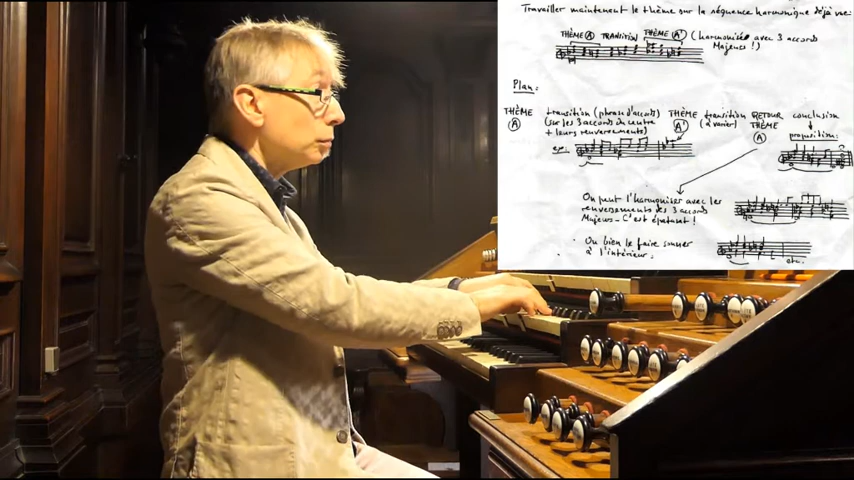 Travailler maintenant le thème sur la séquence harmonique déjà vue:
THÈME A TRANSITION THÈME A' (harmonisé avec 3 accords
Majeurs!)
Plan:
THÈME transition (phrase d'accords) THÈME transition RETOUR conclusion
A (sur les 3 accords du centre A' (à varier) THÈME
+ leurs renversements) A proposition:
ex:
On peut l'harmoniser avec les
renversements des 3 accords
Majeurs - C'est épatant!
Ou bien le faire sonner
à l'intérieur.
etc.